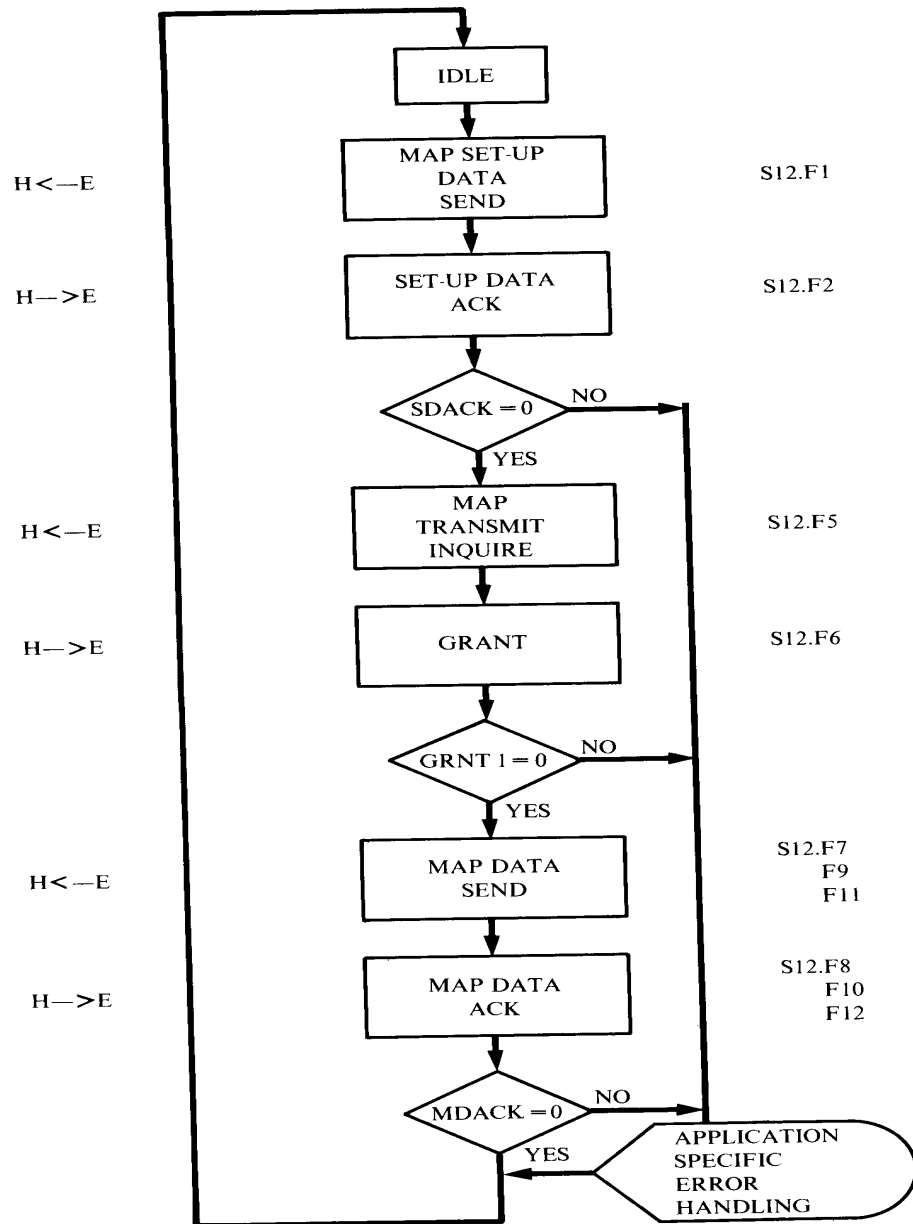 IDLE
H<—E
MAP SET-UP
DATA
SEND
S12.F1
H—>E
SET-UP DATA
ACK
S12.F2
SDACK = 0
NO
YES
H<—E
MAP
TRANSMIT
INQUIRE
S12.F5
H—>E
GRANT
S12.F6
GRNT 1 = 0
NO
YES
H<—E
MAP DATA
SEND
S12.F7
F9
F11
H—>E
MAP DATA
ACK
S12.F8
F10
F12
MDACK = 0
NO
YES
APPLICATION
SPECIFIC
ERROR
HANDLING